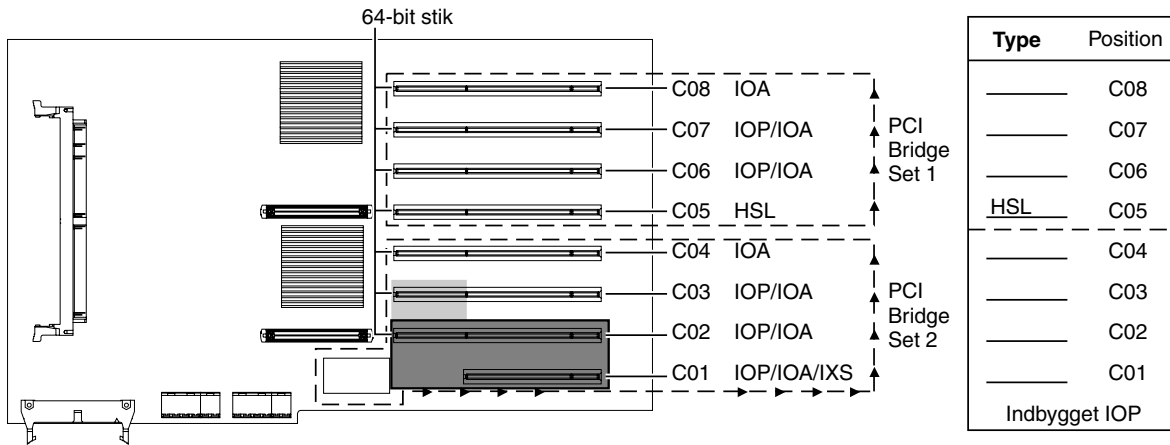 64-bit stik
C08 IOA
C07 IOP/IOA
C06 IOP/IOA
C05 HSL
PCI
Bridge
Set 1
C04 IOA
C03 IOP/IOA
C02 IOP/IOA
C01 IOP/IOA/IXS
PCI
Bridge
Set 2
Type Position
C08
C07
C06
HSL C05
C04
C03
C02
C01
Indbygget IOP